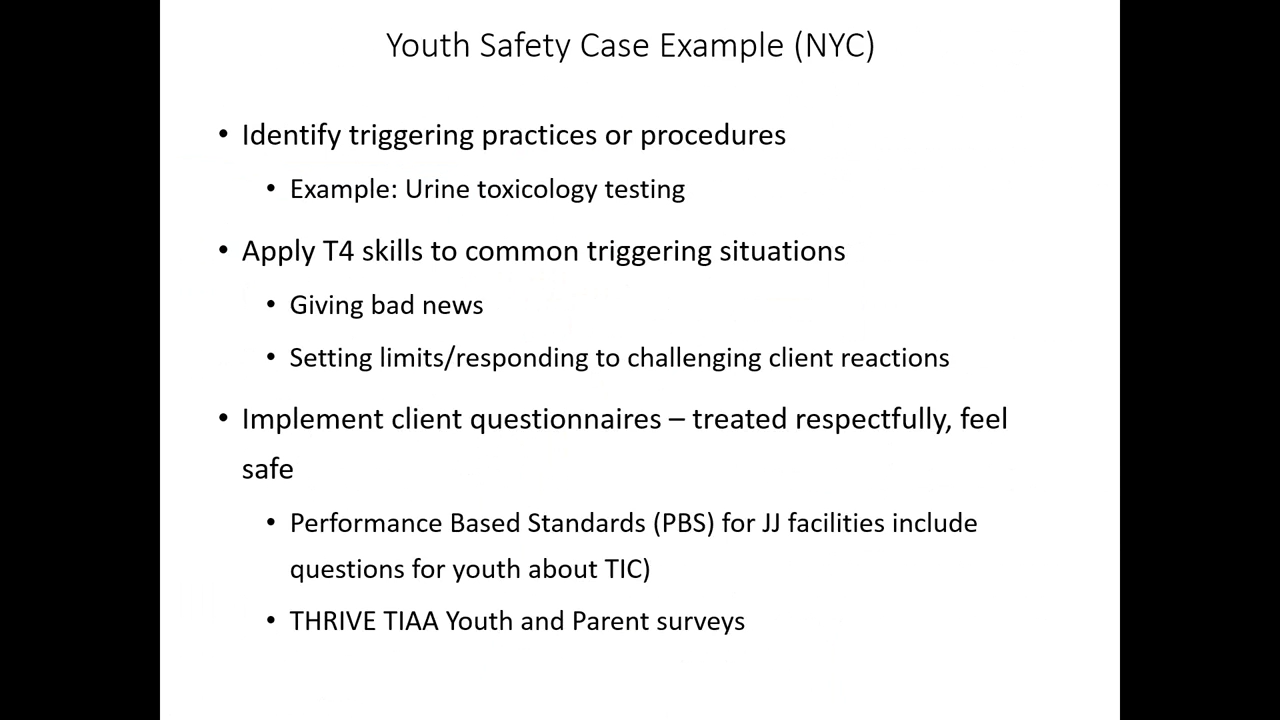 Youth Safety Case Example (NYC)
• Identify triggering practices or procedures
• Example: Urine toxicology testing
• Apply T4 skills to common triggering situations
• Giving bad news
• Setting limits/responding to challenging client reactions
• Implement client questionnaires – treated respectfully, feel
safe
• Performance Based Standards (PBS) for JJ facilities include
questions for youth about TIC)
• THRIVE TIAA Youth and Parent surveys